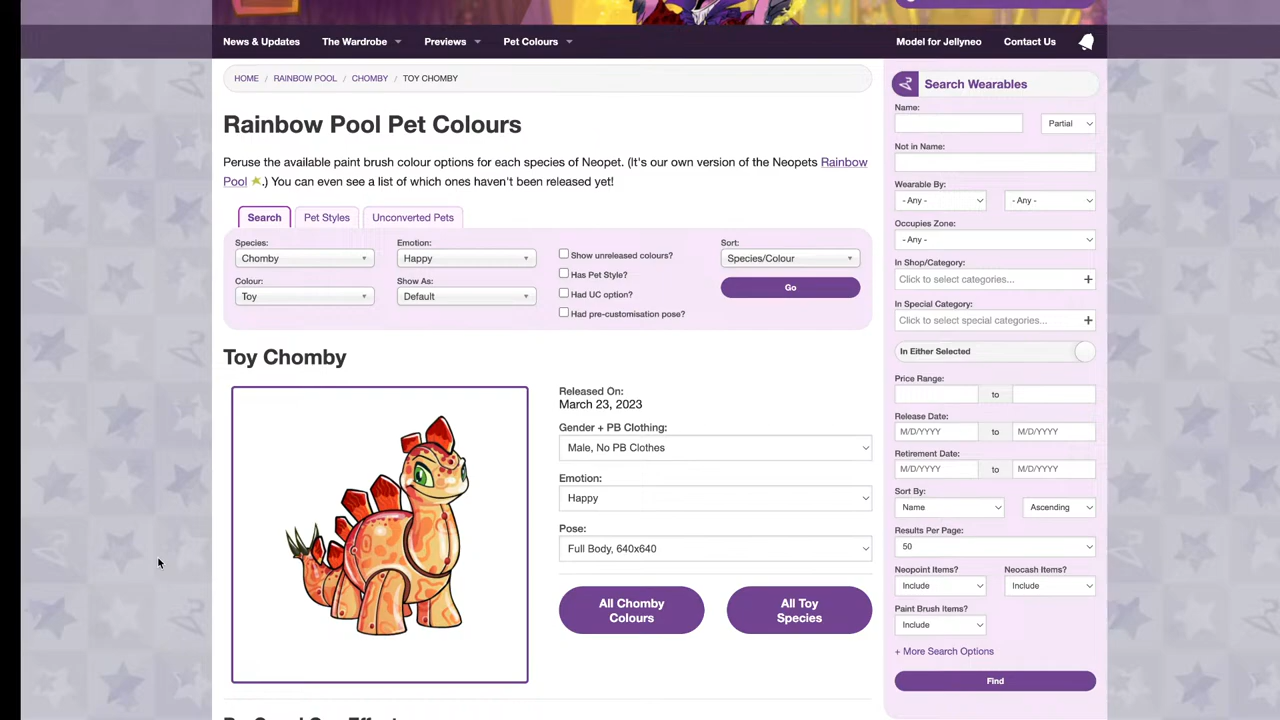 News & Updates
The Wardrobe
Previews
Pet Colours
Model for Jellyneo
Contact Us
HOME / RAINBOW POOL / CHOMBY / TOY CHOMBY
Rainbow Pool Pet Colours
Peruse the available paint brush colour options for each species of Neopet. (It's our own version of the Neopets Rainbow
Pool .) You can even see a list of which ones haven't been released yet!
Search
Pet Styles
Unconverted Pets
Species:
Chomby
Emotion:
Happy
Colour:
Toy
Show As:
Default
Show unreleased colours?
Has Pet Style?
Had UC option?
Had pre-customisation pose?
Sort:
Species/Colour
Go
Toy Chomby
Released On:
March 23, 2023
Gender + PB Clothing:
Male, No PB Clothes
Emotion:
Happy
Pose:
Full Body, 640x640
All Chomby
Colours
All Toy
Species
Search Wearables
Name:
Partial
Not in Name:
Wearable By:
- Any -
- Any -
Occupies Zone:
- Any -
In Shop/Category:
Click to select categories...
+
In Special Category:
Click to select special categories...
+
In Either Selected
Price Range:
to
Release Date:
M/D/YYYY to M/D/YYYY
Retirement Date:
M/D/YYYY to M/D/YYYY
Sort By:
Name
Ascending
Results Per Page:
50
Neopoint Items?
Include
Neocash Items?
Include
Paint Brush Items?
Include
+ More Search Options
Find